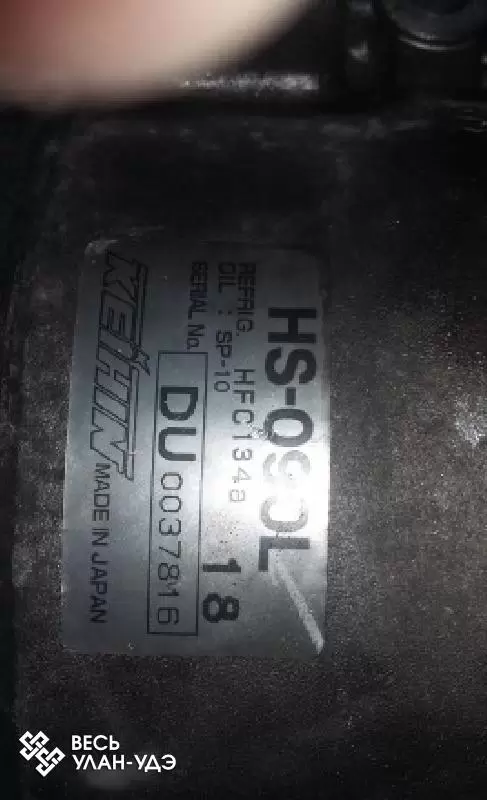 HS-090L
REFRIG. HFC134a 18
OIL : SP-10
SERIAL No. DU 0037816
KEIHIN MADE IN JAPAN
ВЕСЬ
УЛАН-УДЭ